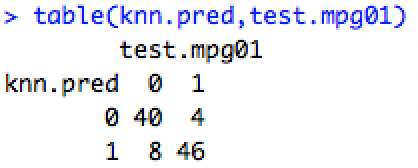 > table(knn.pred,test.mpg01)
test.mpg01
knn.pred 0 1
0 40 4
1 8 46